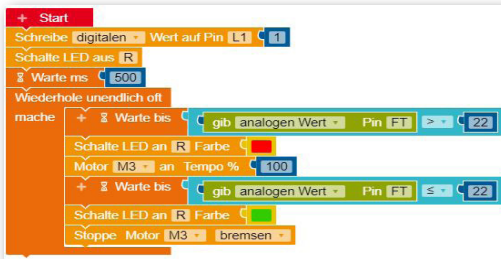 + Start
Schreibe digitalen Wert auf Pin L1 1
Schalte LED aus R
Warte ms 500
Wiederhole unendlich oft
mache + Warte bis gib analogen Wert Pin FT > 22
Schalte LED an R Farbe
Motor M3 an Tempo % 100
+ Warte bis gib analogen Wert Pin FT ≤ 22
Schalte LED an R Farbe
Stoppe Motor M3 bremsen